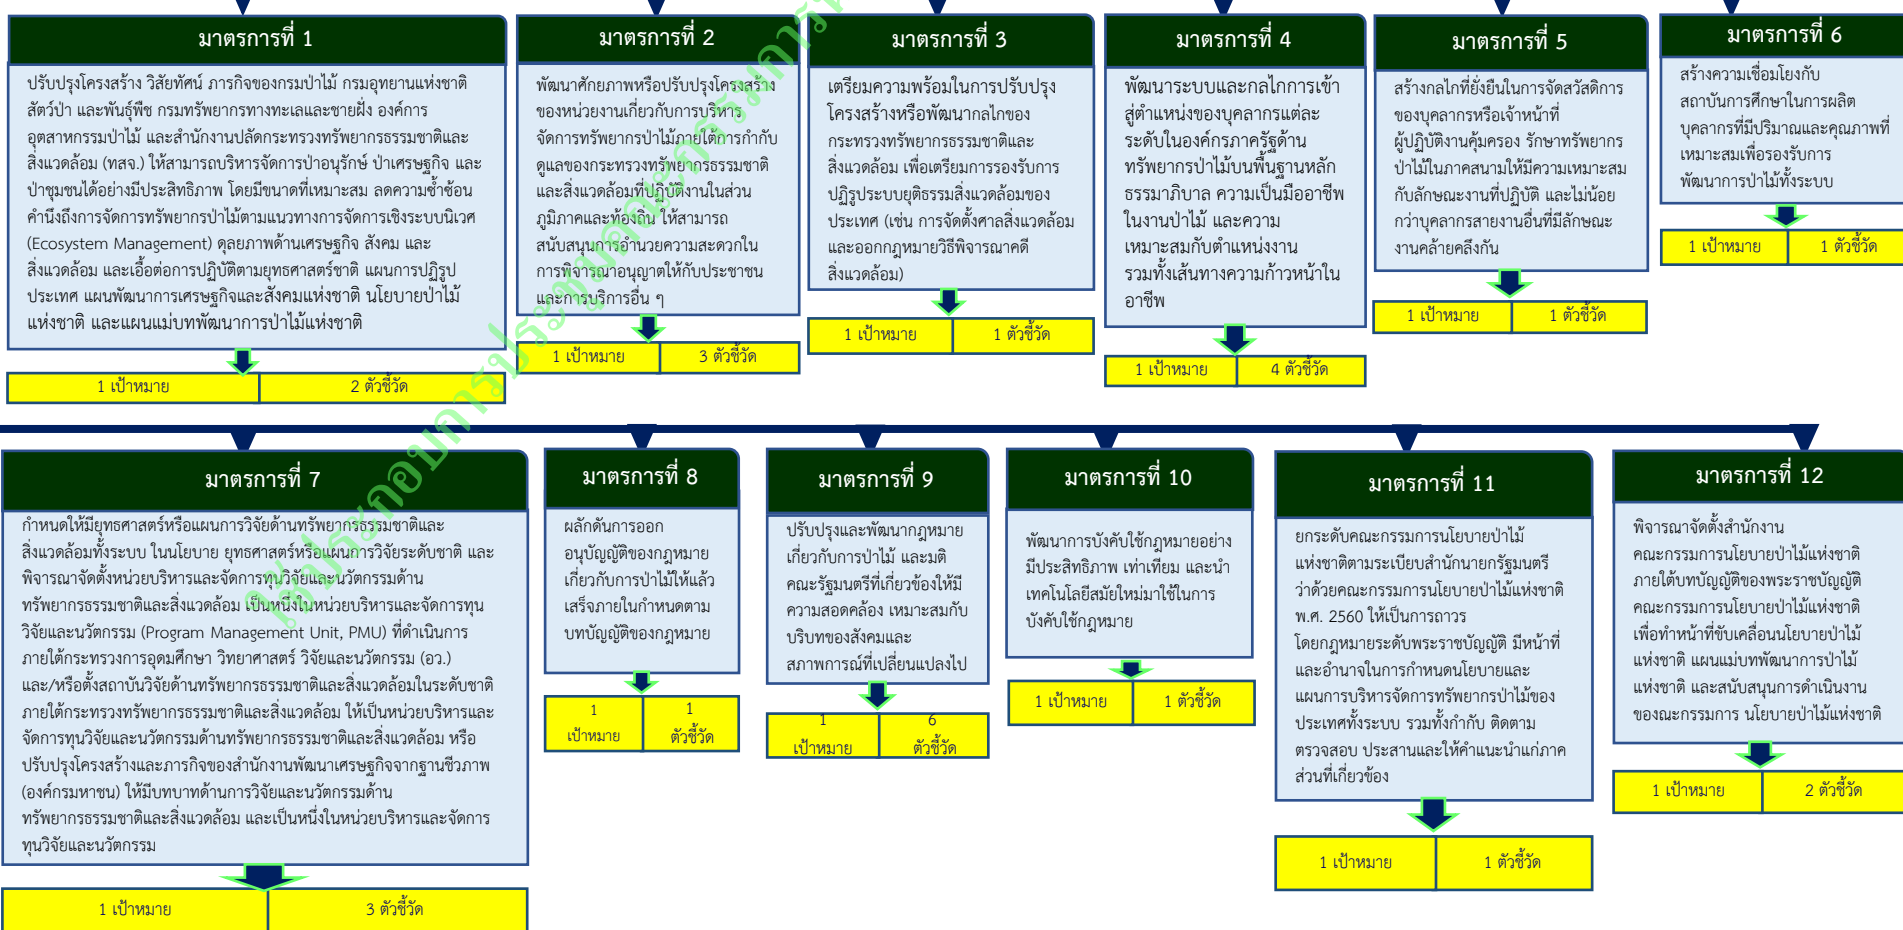 มาตรการที่ 1
ปรับปรุงโครงสร้าง วิสัยทัศน์ ภารกิจของกรมป่าไม้ กรมอุทยานแห่งชาติ
สัตว์ป่า และพันธุ์พืช กรมทรัพยากรทางทะเลและชายฝั่ง องค์การ
อุตสาหกรรมป่าไม้ และสำนักงานปลัดกระทรวงทรัพยากรธรรมชาติและ
สิ่งแวดล้อม (ทสจ.) ให้สามารถบริหารจัดการป่าอนุรักษ์ ป่าเศรษฐกิจ และ
ป่าชุมชนได้อย่างมีประสิทธิภาพ โดยมีขนาดที่เหมาะสม ลดความซ้ำซ้อน
คำนึงถึงการจัดการทรัพยากรป่าไม้ตามแนวทางการจัดการเชิงระบบนิเวศ
(Ecosystem Management) ดุลยภาพด้านเศรษฐกิจ สังคม และ
สิ่งแวดล้อม และเอื้อต่อการปฏิบัติตามยุทธศาสตร์ชาติ แผนการปฏิรูป
ประเทศ แผนพัฒนาการเศรษฐกิจและสังคมแห่งชาติ นโยบายป่าไม้
แห่งชาติ และแผนแม่บทพัฒนาการป่าไม้แห่งชาติ
1 เป้าหมาย
2 ตัวชี้วัด
มาตรการที่ 2
พัฒนาศักยภาพหรือปรับปรุงโครงสร้าง
ของหน่วยงานเกี่ยวกับการบริหาร
จัดการทรัพยากรป่าไม้ภายใต้การกำกับ
ดูแลของกระทรวงทรัพยากรธรรมชาติ
และสิ่งแวดล้อมที่ปฏิบัติงานในส่วน
ภูมิภาคและท้องถิ่น ให้สามารถ
สนับสนุนการอำนวยความสะดวกใน
การพิจารณาอนุญาตให้กับประชาชน
และการบริการอื่น ๆ
1 เป้าหมาย
3 ตัวชี้วัด
มาตรการที่ 3
เตรียมความพร้อมในการปรับปรุง
โครงสร้างหรือพัฒนากลไกของ
กระทรวงทรัพยากรธรรมชาติและ
สิ่งแวดล้อม เพื่อเตรียมการรองรับการ
ปฏิรูประบบยุติธรรมสิ่งแวดล้อมของ
ประเทศ (เช่น การจัดตั้งศาลสิ่งแวดล้อม
และออกกฎหมายวิธีพิจารณาคดี
สิ่งแวดล้อม)
1 เป้าหมาย
1 ตัวชี้วัด
มาตรการที่ 4
พัฒนาระบบและกลไกการเข้า
สู่ตำแหน่งของบุคลากรแต่ละ
ระดับในองค์กรภาครัฐด้าน
ทรัพยากรป่าไม้บนพื้นฐานหลัก
ธรรมาภิบาล ความเป็นมืออาชีพ
ในงานป่าไม้ และความ
เหมาะสมกับตำแหน่งงาน
รวมทั้งเส้นทางความก้าวหน้าใน
อาชีพ
1 เป้าหมาย
4 ตัวชี้วัด
มาตรการที่ 5
สร้างกลไกที่ยั่งยืนในการจัดสวัสดิการ
ของบุคลากรหรือเจ้าหน้าที่
ผู้ปฏิบัติงานคุ้มครอง รักษาทรัพยากร
ป่าไม้ในภาคสนามให้มีความเหมาะสม
กับลักษณะงานที่ปฏิบัติ และไม่น้อย
กว่าบุคลากรสายงานอื่นที่มีลักษณะ
งานคล้ายคลึงกัน
1 เป้าหมาย
1 ตัวชี้วัด
มาตรการที่ 6
สร้างความเชื่อมโยงกับ
สถาบันการศึกษาในการผลิต
บุคลากรที่มีปริมาณและคุณภาพที่
เหมาะสมเพื่อรองรับการ
พัฒนาการป่าไม้ทั้งระบบ
1 เป้าหมาย
1 ตัวชี้วัด
มาตรการที่ 7
กำหนดให้มียุทธศาสตร์หรือแผนการวิจัยด้านทรัพยากรธรรมชาติและ
สิ่งแวดล้อมทั้งระบบ ในนโยบาย ยุทธศาสตร์หรือแผนการวิจัยระดับชาติ และ
พิจารณาจัดตั้งหน่วยบริหารและจัดการทุนวิจัยและนวัตกรรมด้าน
ทรัพยากรธรรมชาติและสิ่งแวดล้อม เป็นหนึ่งในหน่วยบริหารและจัดการทุน
วิจัยและนวัตกรรม (Program Management Unit, PMU) ที่ดำเนินการ
ภายใต้กระทรวงการอุดมศึกษา วิทยาศาสตร์ วิจัยและนวัตกรรม (อว.)
และ/หรือตั้งสถาบันวิจัยด้านทรัพยากรธรรมชาติและสิ่งแวดล้อมในระดับชาติ
ภายใต้กระทรวงทรัพยากรธรรมชาติและสิ่งแวดล้อม ให้เป็นหน่วยบริหารและ
จัดการทุนวิจัยและนวัตกรรมด้านทรัพยากรธรรมชาติและสิ่งแวดล้อม หรือ
ปรับปรุงโครงสร้างและภารกิจของสำนักงานพัฒนาเศรษฐกิจจากฐานชีวภาพ
(องค์กรมหาชน) ให้มีบทบาทด้านการวิจัยและนวัตกรรมด้าน
ทรัพยากรธรรมชาติและสิ่งแวดล้อม และเป็นหนึ่งในหน่วยบริหารและจัดการ
ทุนวิจัยและนวัตกรรม
1 เป้าหมาย
3 ตัวชี้วัด
มาตรการที่ 8
ผลักดันการออก
อนุบัญญัติของกฎหมาย
เกี่ยวกับการป่าไม้ให้แล้ว
เสร็จภายในกำหนดตาม
บทบัญญัติของกฎหมาย
1
เป้าหมาย
1
ตัวชี้วัด
มาตรการที่ 9
ปรับปรุงและพัฒนากฎหมาย
เกี่ยวกับการป่าไม้ และมติ
คณะรัฐมนตรีที่เกี่ยวข้องให้มี
ความสอดคล้อง เหมาะสมกับ
บริบทของสังคมและ
สภาพการณ์ที่เปลี่ยนแปลงไป
1
เป้าหมาย
6
ตัวชี้วัด
มาตรการที่ 10
พัฒนาการบังคับใช้กฎหมายอย่าง
มีประสิทธิภาพ เท่าเทียม และนำ
เทคโนโลยีสมัยใหม่มาใช้ในการ
บังคับใช้กฎหมาย
1 เป้าหมาย
1 ตัวชี้วัด
มาตรการที่ 11
ยกระดับคณะกรรมการนโยบายป่าไม้
แห่งชาติตามระเบียบสำนักนายกรัฐมนตรี
ว่าด้วยคณะกรรมการนโยบายป่าไม้แห่งชาติ
พ.ศ. 2560 ให้เป็นการถาวร
โดยกฎหมายระดับพระราชบัญญัติ มีหน้าที่
และอำนาจในการกำหนดนโยบายและ
แผนการบริหารจัดการทรัพยากรป่าไม้ของ
ประเทศทั้งระบบ รวมทั้งกำกับ ติดตาม
ตรวจสอบ ประสานและให้คำแนะนำแก่ภาค
ส่วนที่เกี่ยวข้อง
1 เป้าหมาย
1 ตัวชี้วัด
มาตรการที่ 12
พิจารณาจัดตั้งสำนักงาน
คณะกรรมการนโยบายป่าไม้แห่งชาติ
ภายใต้บทบัญญัติของพระราชบัญญัติ
คณะกรรมการนโยบายป่าไม้แห่งชาติ
เพื่อทำหน้าที่ขับเคลื่อนนโยบายป่าไม้
แห่งชาติ แผนแม่บทพัฒนาการป่าไม้
แห่งชาติ และสนับสนุนการดำเนินงาน
ของณะกรรมการ นโยบายป่าไม้แห่งชาติ
1 เป้าหมาย
2 ตัวชี้วัด
ใช้ประกอบการประชุมคณะกรรมการ